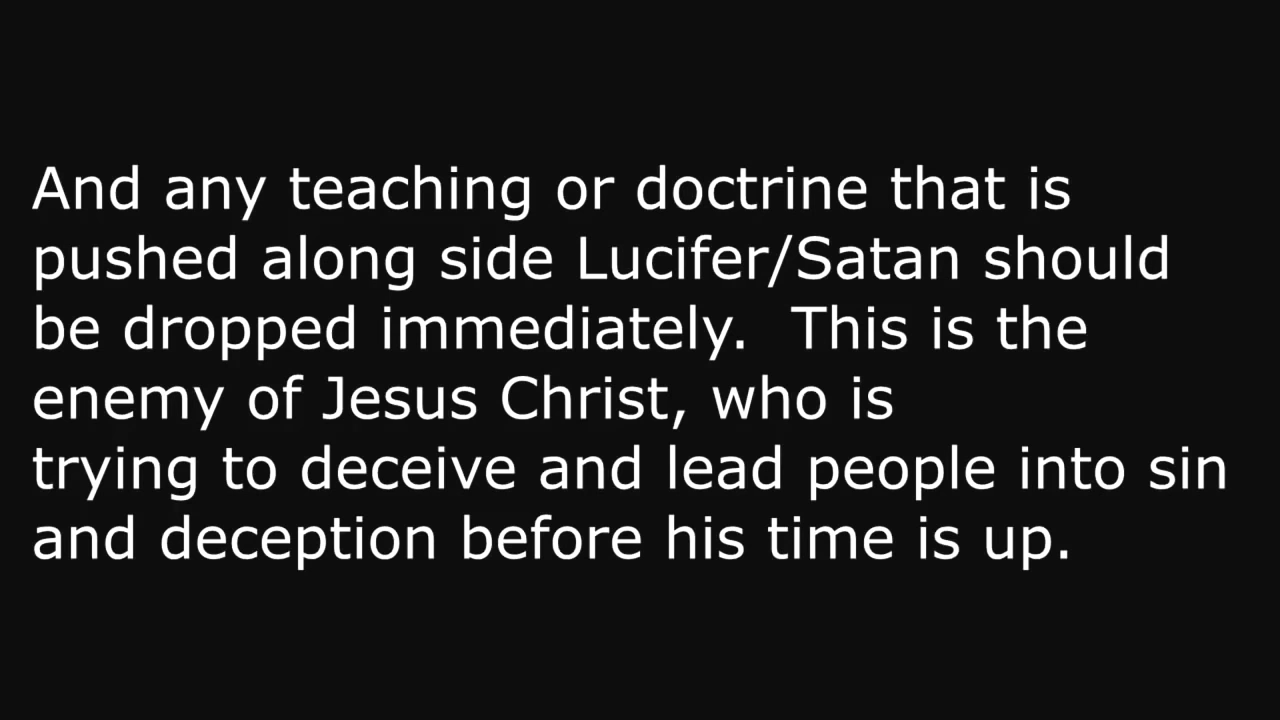 And any teaching or doctrine that is
pushed along side Lucifer/Satan should
be dropped immediately.  This is the
enemy of Jesus Christ, who is
trying to deceive and lead people into sin
and deception before his time is up.